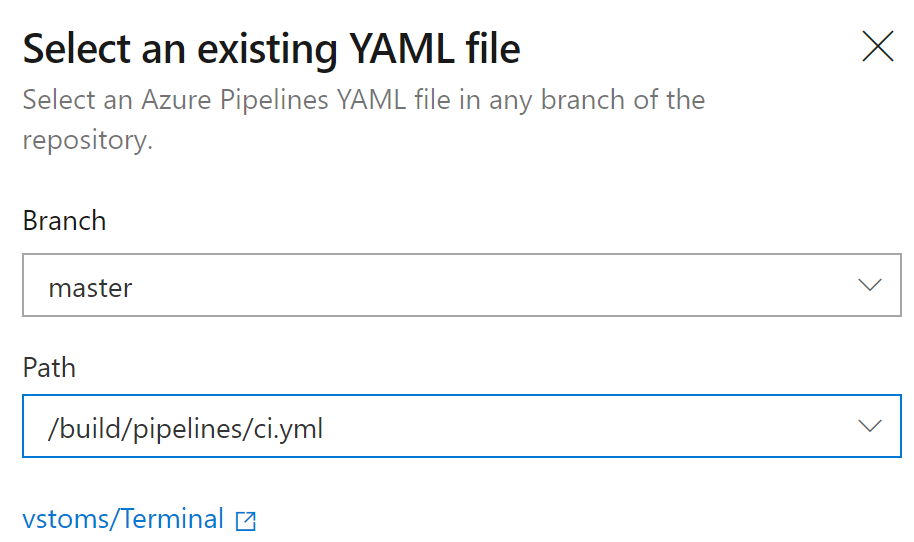 Select an existing YAML file
Select an Azure Pipelines YAML file in any branch of the
repository.
Branch
master
Path
/build/pipelines/ci.yml
vstoms/Terminal